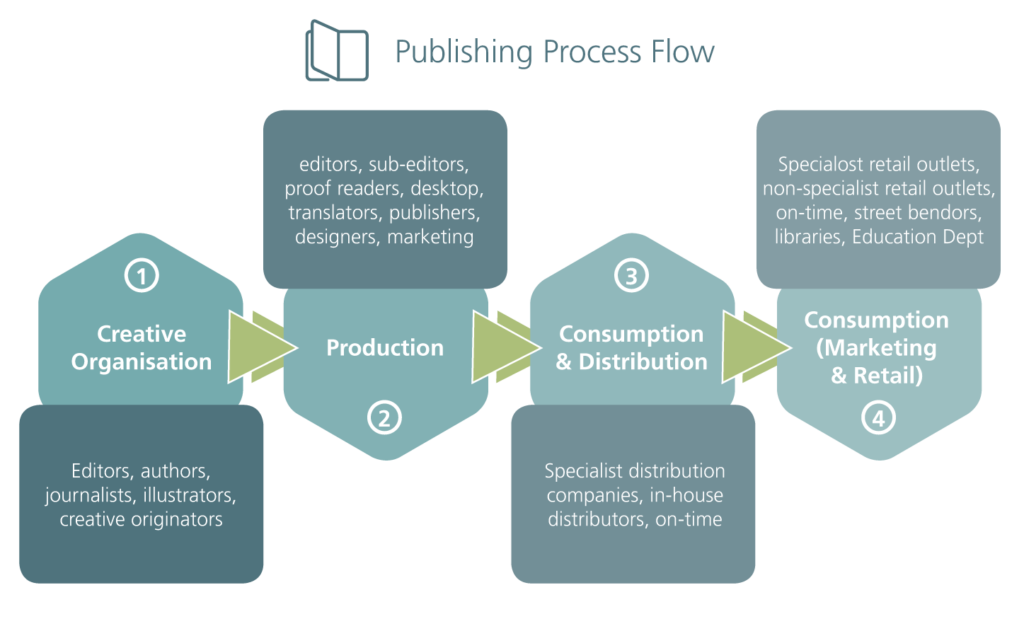 Publishing Process Flow
1
Creative
Organisation
Editors, authors,
journalists, illustrators,
creative originators
editors, sub-editors,
proof readers, desktop,
translators, publishers,
designers, marketing
Production
2
3
Consumption
& Distribution
Specialist distribution
companies, in-house
distributors, on-time
Specialost retail outlets,
non-specialist retail outlets,
on-time, street bendors,
libraries, Education Dept
Consumption
(Marketing
& Retail)
4